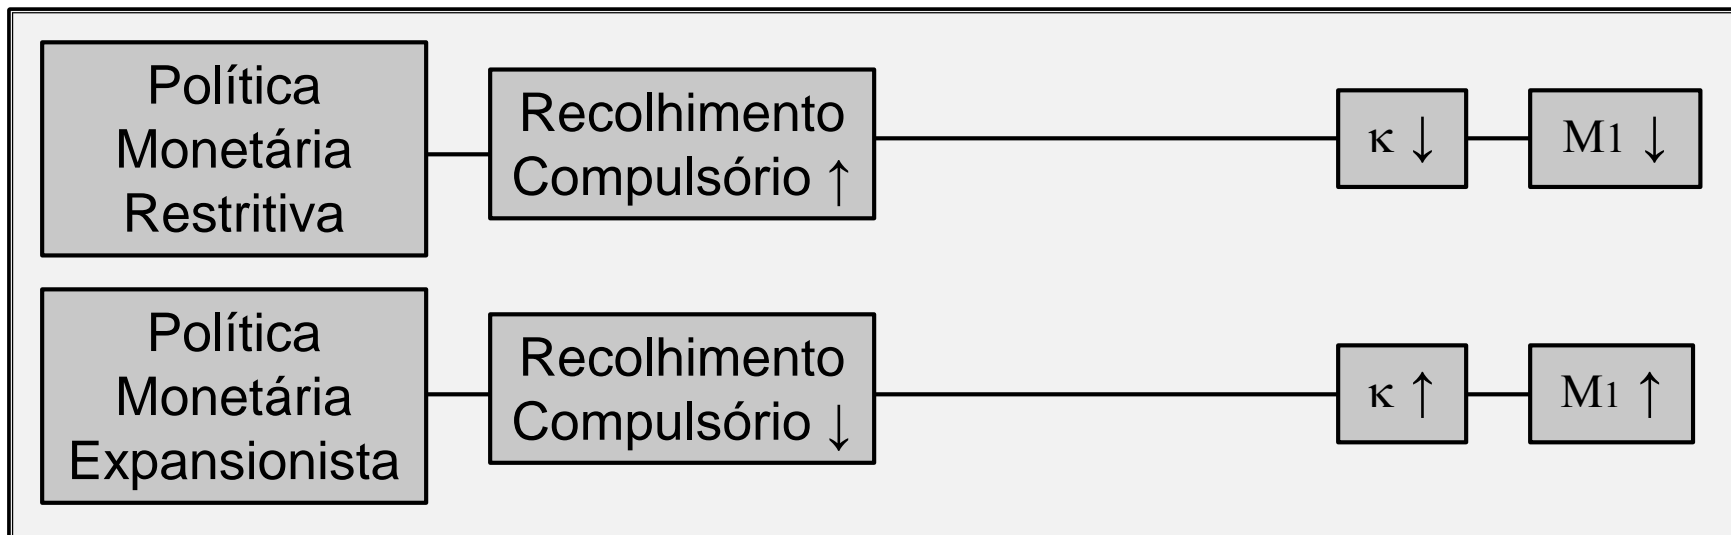 Política
Monetária
Restritiva
Recolhimento
Compulsório ↑
κ ↓
M1 ↓
Política
Monetária
Expansionista
Recolhimento
Compulsório ↓
κ ↑
M1 ↑